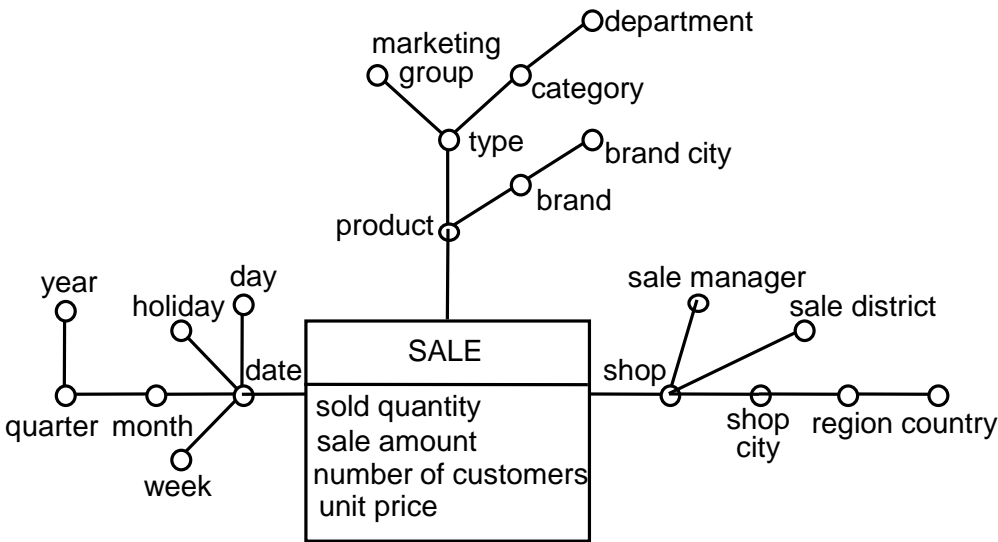 department
marketing
group
category
type
brand city
brand
product
day
year
holiday
sale manager
sale district
date
SALE
shop
quarter
month
week
sold quantity
sale amount
number of customers
unit price
shop
city
region
country